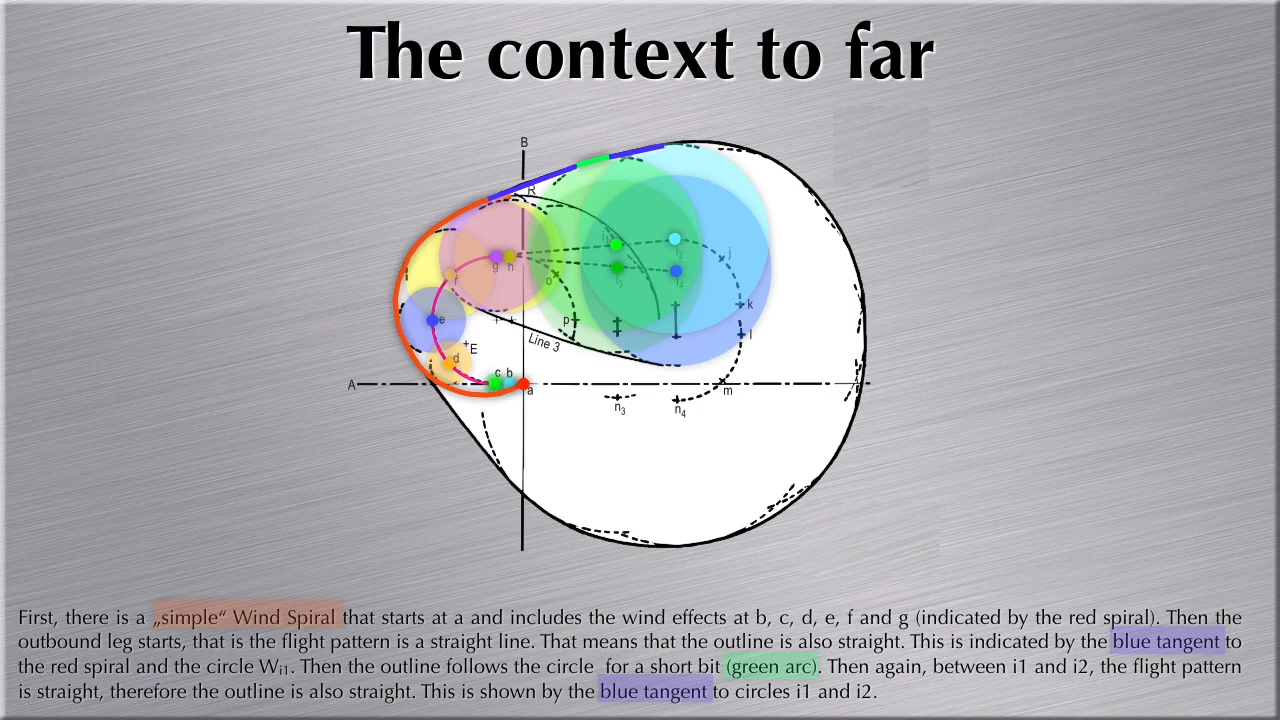 The context to far
B
R
i1
i2
j
g h
f
o
i3
i4
k
e
p
l
E
Line 3
d
c b
A
a
m
n3
n4
First, there is a „simple“ Wind Spiral that starts at a and includes the wind effects at b, c, d, e, f and g (indicated by the red spiral). Then the
outbound leg starts, that is the flight pattern is a straight line. That means that the outline is also straight. This is indicated by the blue tangent to
the red spiral and the circle Wi1. Then the outline follows the circle for a short bit (green arc). Then again, between i1 and i2, the flight pattern
is straight, therefore the outline is also straight. This is shown by the blue tangent to circles i1 and i2.